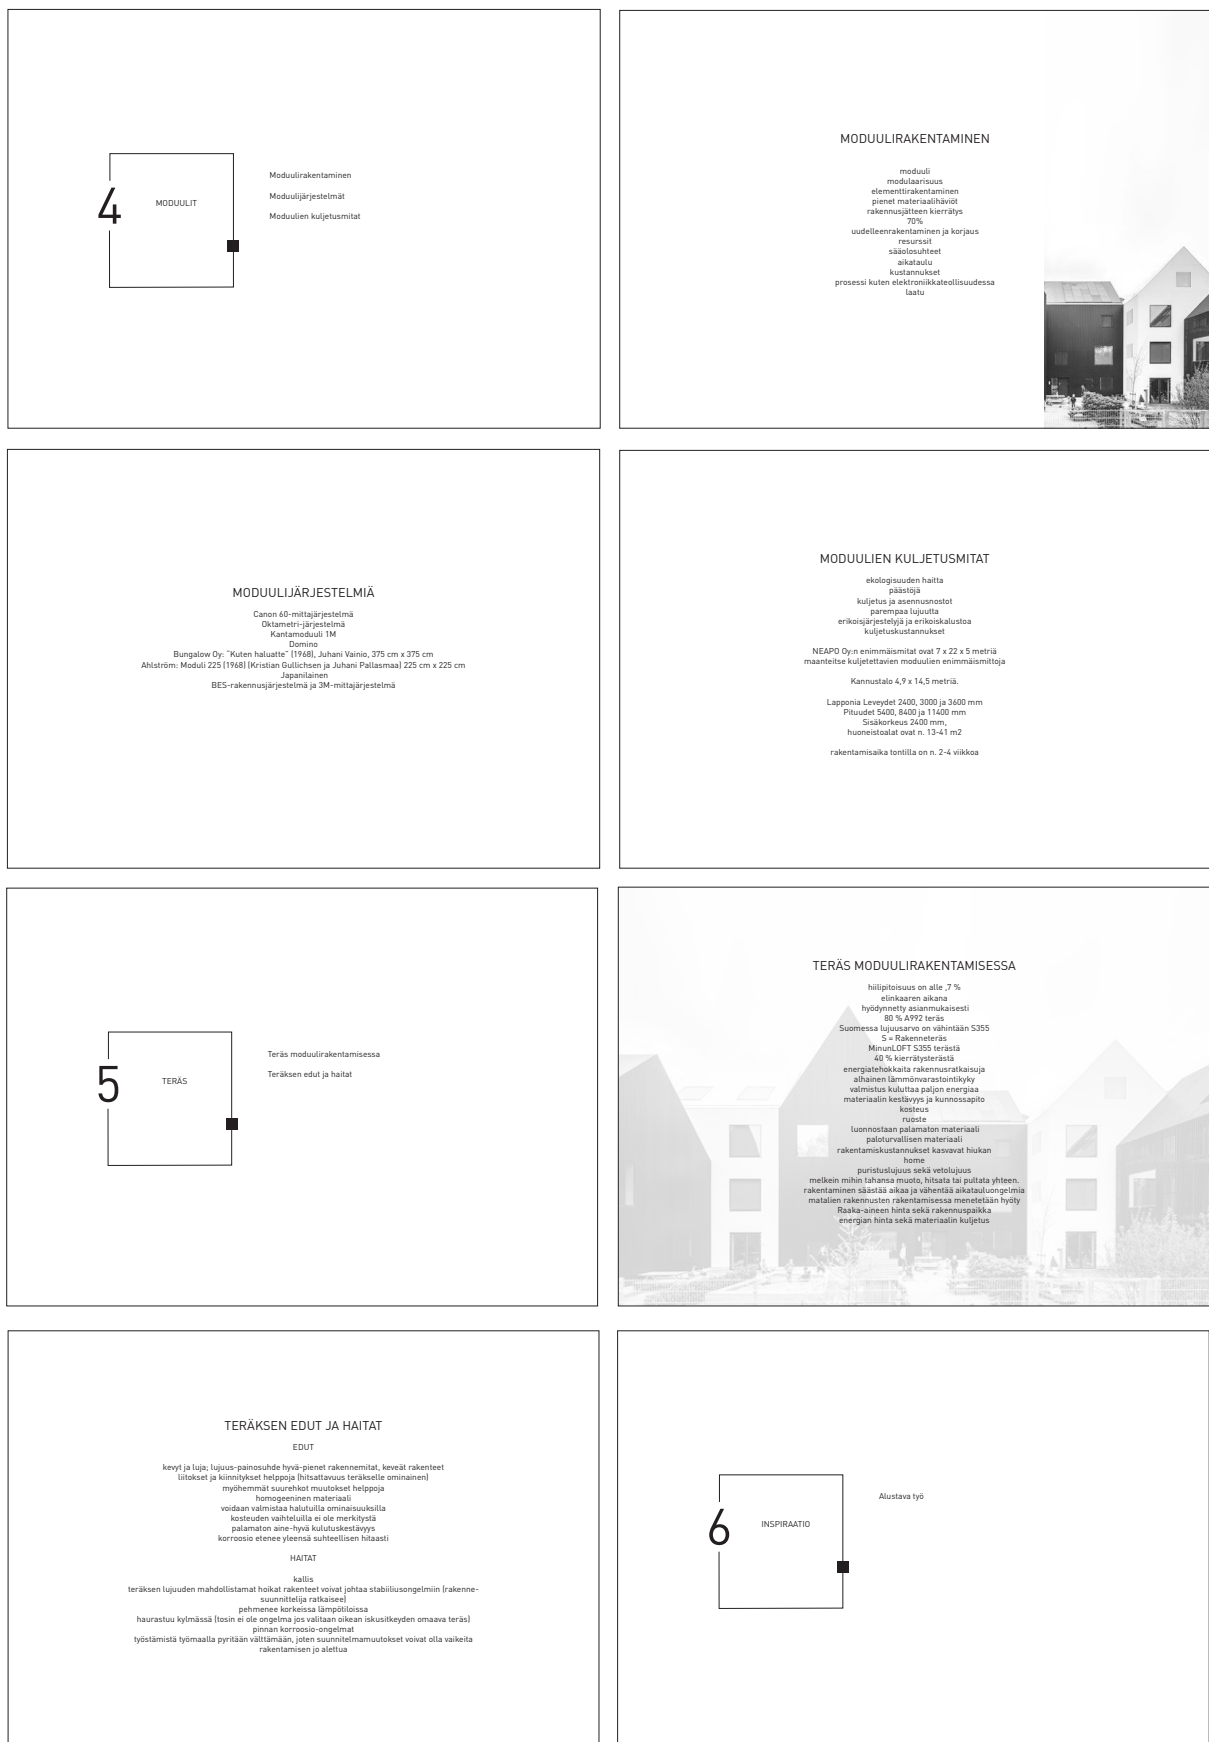 4
MODUULIT
Moduulirakentaminen
Moduulijärjestelmät
Moduulien kuljetusmitat
MODUULIRAKENTAMINEN
moduuli
modulaarisuus
elementtirakentaminen
pienet materiaalihäviöt
rakennusjätteen kierrätys
70%
uudelleenrakentaminen ja korjaus
resurssit
sääolosuhteet
aikataulu
kustannukset
prosessi kuten elektroniikkateollisuudessa
laatu
MODUULIJÄRJESTELMIÄ
Canon 60-mittajärjestelmä
Oktametri-järjestelmä
Kantamoduuli 1M
Domino
Bungalow Oy: ”Kuten haluatte” (1968), Juhani Vainio, 375 cm x 375 cm
Ahlström: Moduli 225 (1968) (Kristian Gullichsen ja Juhani Pallasmaa) 225 cm x 225 cm
Japanilainen
BES-rakennusjärjestelmä ja 3M-mittajärjestelmä
MODUULIEN KULJETUSMITAT
ekologisuuden haitta
päästöjä
kuljetus ja asennusnostot
parempaa lujuutta
erikoisjärjestelyjä ja erikoiskalustoa
kuljetuskustannukset
NEAPO Oy:n enimmäismitat ovat 7 x 22 x 5 metriä
maanteitse kuljetettavien moduulien enimmäismittoja
Kannustalo 4,9 x 14,5 metriä.
Lapponia Leveydet 2400, 3000 ja 3600 mm
Pituudet 5400, 8400 ja 11400 mm
Sisäkorkeus 2400 mm,
huoneistoalat ovat n. 13-41 m2
rakentamisaika tontilla on n. 2-4 viikkoa
5
TERÄS
Teräs moduulirakentamisessa
Teräksen edut ja haitat
TERÄS MODUULIRAKENTAMISESSA
hiilipitoisuus on alle ,7 %
elinkaaren aikana
hyödynnetty asianmukaisesti
80 % A992 teräs
Suomessa lujuusarvo on vähintään S355
S = Rakenneteräs
MinunLOFT S355 terästä
40 % kierrätysterästä
energiatehokkaita rakennusratkaisuja
alhainen lämmönvarastointikyky
valmistus kuluttaa paljon energiaa
materiaalin kestävyys ja kunnossapito
kosteus
ruoste
luonnostaan palamaton materiaali
paloturvallisen materiaali
rakentamiskustannukset kasvavat hiukan
home
puristuslujuus sekä vetolujuus
melkein mihin tahansa muoto, hitsata tai pultata yhteen.
rakentaminen säästää aikaa ja vähentää aikatauluongelmia
matalien rakennusten rakentamisessa menetetään hyöty
Raaka-aineen hinta sekä rakennuspaikka
energian hinta sekä materiaalin kuljetus
TERÄKSEN EDUT JA HAITAT
EDUT
kevyt ja luja; lujuus-painosuhde hyvä-pienet rakennemitat, keveät rakenteet
liitokset ja kiinnitykset helppoja (hitsattavuus teräkselle ominainen)
myöhemmät suurehkot muutokset helppoja
homogeeninen materiaali
voidaan valmistaa halutuilla ominaisuuksilla
kosteuden vaihteluilla ei ole merkitystä
palamaton aine-hyvä kulutuskestävyys
korroosio etenee yleensä suhteellisen hitaasti
HAITAT
kallis
teräksen lujuuden mahdollistamat hoikat rakenteet voivat johtaa stabiiliusongelmiin (rakenne-
suunnittelija ratkaisee)
pehmenee korkeissa lämpötiloissa
haurastuu kylmässä (tosin ei ole ongelma jos valitaan oikean iskusitkeyden omaava teräs)
pinnan korroosio-ongelmat
työstämistä työmaalla pyritään välttämään, joten suunnitelmamuutokset voivat olla vaikeita
rakentamisen jo alettua
6
INSPIRAATIO
Alustava työ